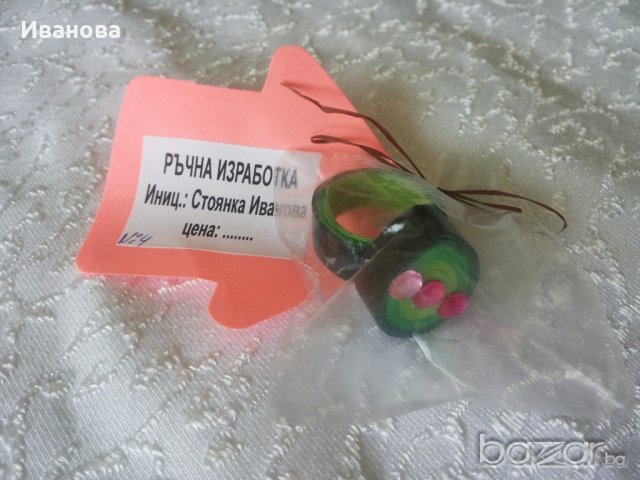 Иванова
РЪЧНА ИЗРАБОТКА
Иниц.: Стоянка Иванова
цена: ........
№4
bazar.bg